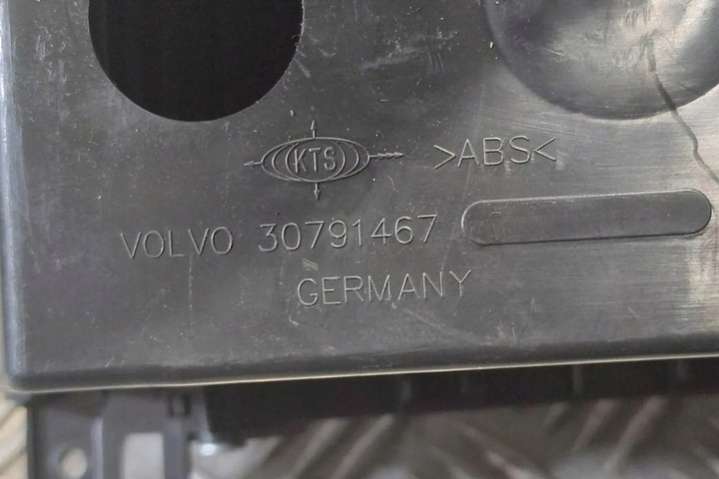 KTS >ABS<
VOLVO 30791467
GERMANY